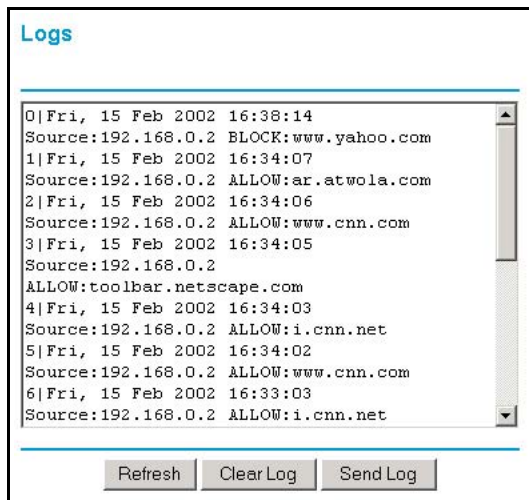 Logs
0|Fri, 15 Feb 2002 16:38:14
Source:192.168.0.2 BLOCK:www.yahoo.com
1|Fri, 15 Feb 2002 16:34:07
Source:192.168.0.2 ALLOW:ar.atwola.com
2|Fri, 15 Feb 2002 16:34:06
Source:192.168.0.2 ALLOW:www.cnn.com
3|Fri, 15 Feb 2002 16:34:05
Source:192.168.0.2
ALLOW:toolbar.netscape.com
4|Fri, 15 Feb 2002 16:34:03
Source:192.168.0.2 ALLOW:i.cnn.net
5|Fri, 15 Feb 2002 16:34:02
Source:192.168.0.2 ALLOW:www.cnn.com
6|Fri, 15 Feb 2002 16:33:03
Source:192.168.0.2 ALLOW:i.cnn.net
Refresh Clear Log Send Log